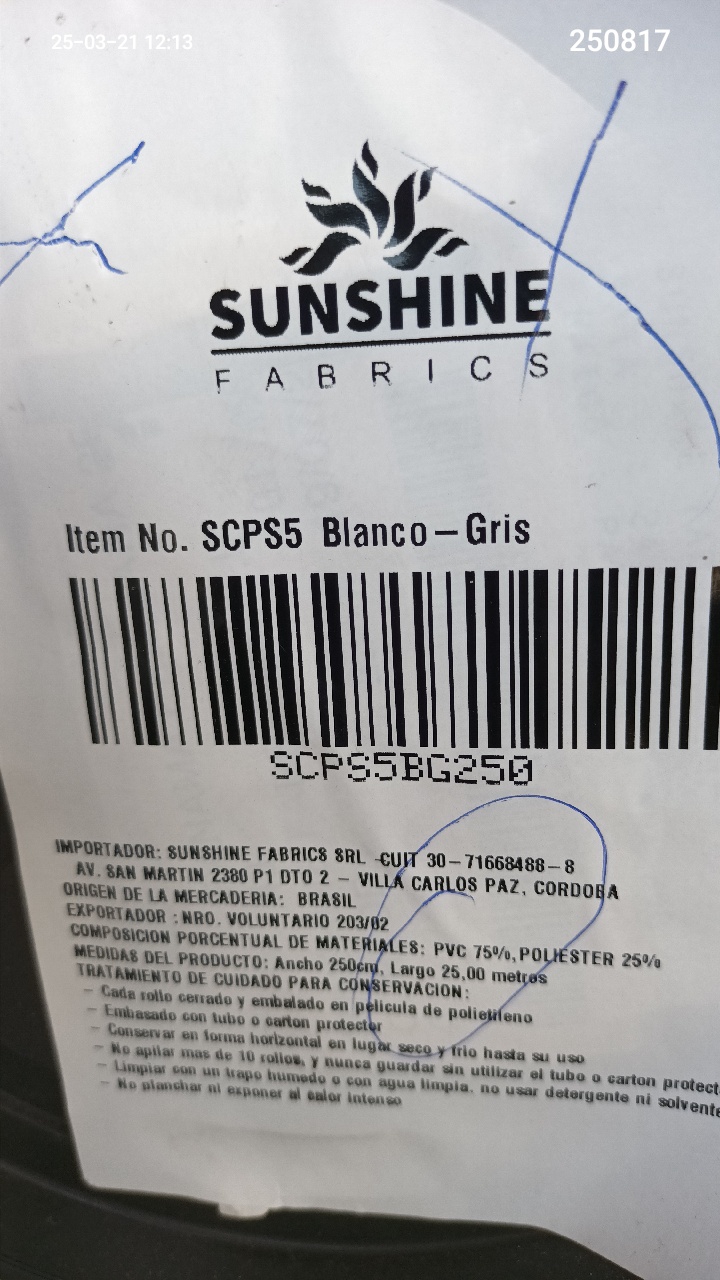 25-03-21 12:13
250817
SUNSHINE
FABRICS
Item No. SCPS5 Blanco-Gris
SCPS5BG250
IMPORTADOR: SUNSHINE FABRICS SRL -CUIT 30-71668488-8
AV. SAN MARTIN 2380 P1 DTO 2 - VILLA CARLOS PAZ, CORDOBA
ORIGEN DE LA MERCADERIA: BRASIL
EXPORTADOR :NRO. VOLUNTARIO 203/82
COMPOSICION PORCENTUAL DE MATERIALES: PVC 75%,POLIESTER 25%
MEDIDAS DEL PRODUCTO: Ancho 250cm, Largo 25,00 metros
TRATAMIENTO DE CUIDADO PARA CONSERVACION:
- Cada rollo cerrado y embalado en pelicula de polietileno
- Embasado con tubo o carton protector
- Conservar en forma horizontal en lugar seco y frio hasta su uso
- No apilar mas de 10 rollos, y nunca guardar sin utilizar el tubo o carton protect
- Limpiar con un trapo humedo o con agua limpia. no usar detergente ni solvente
- No planchar ni exponer al calor intenso